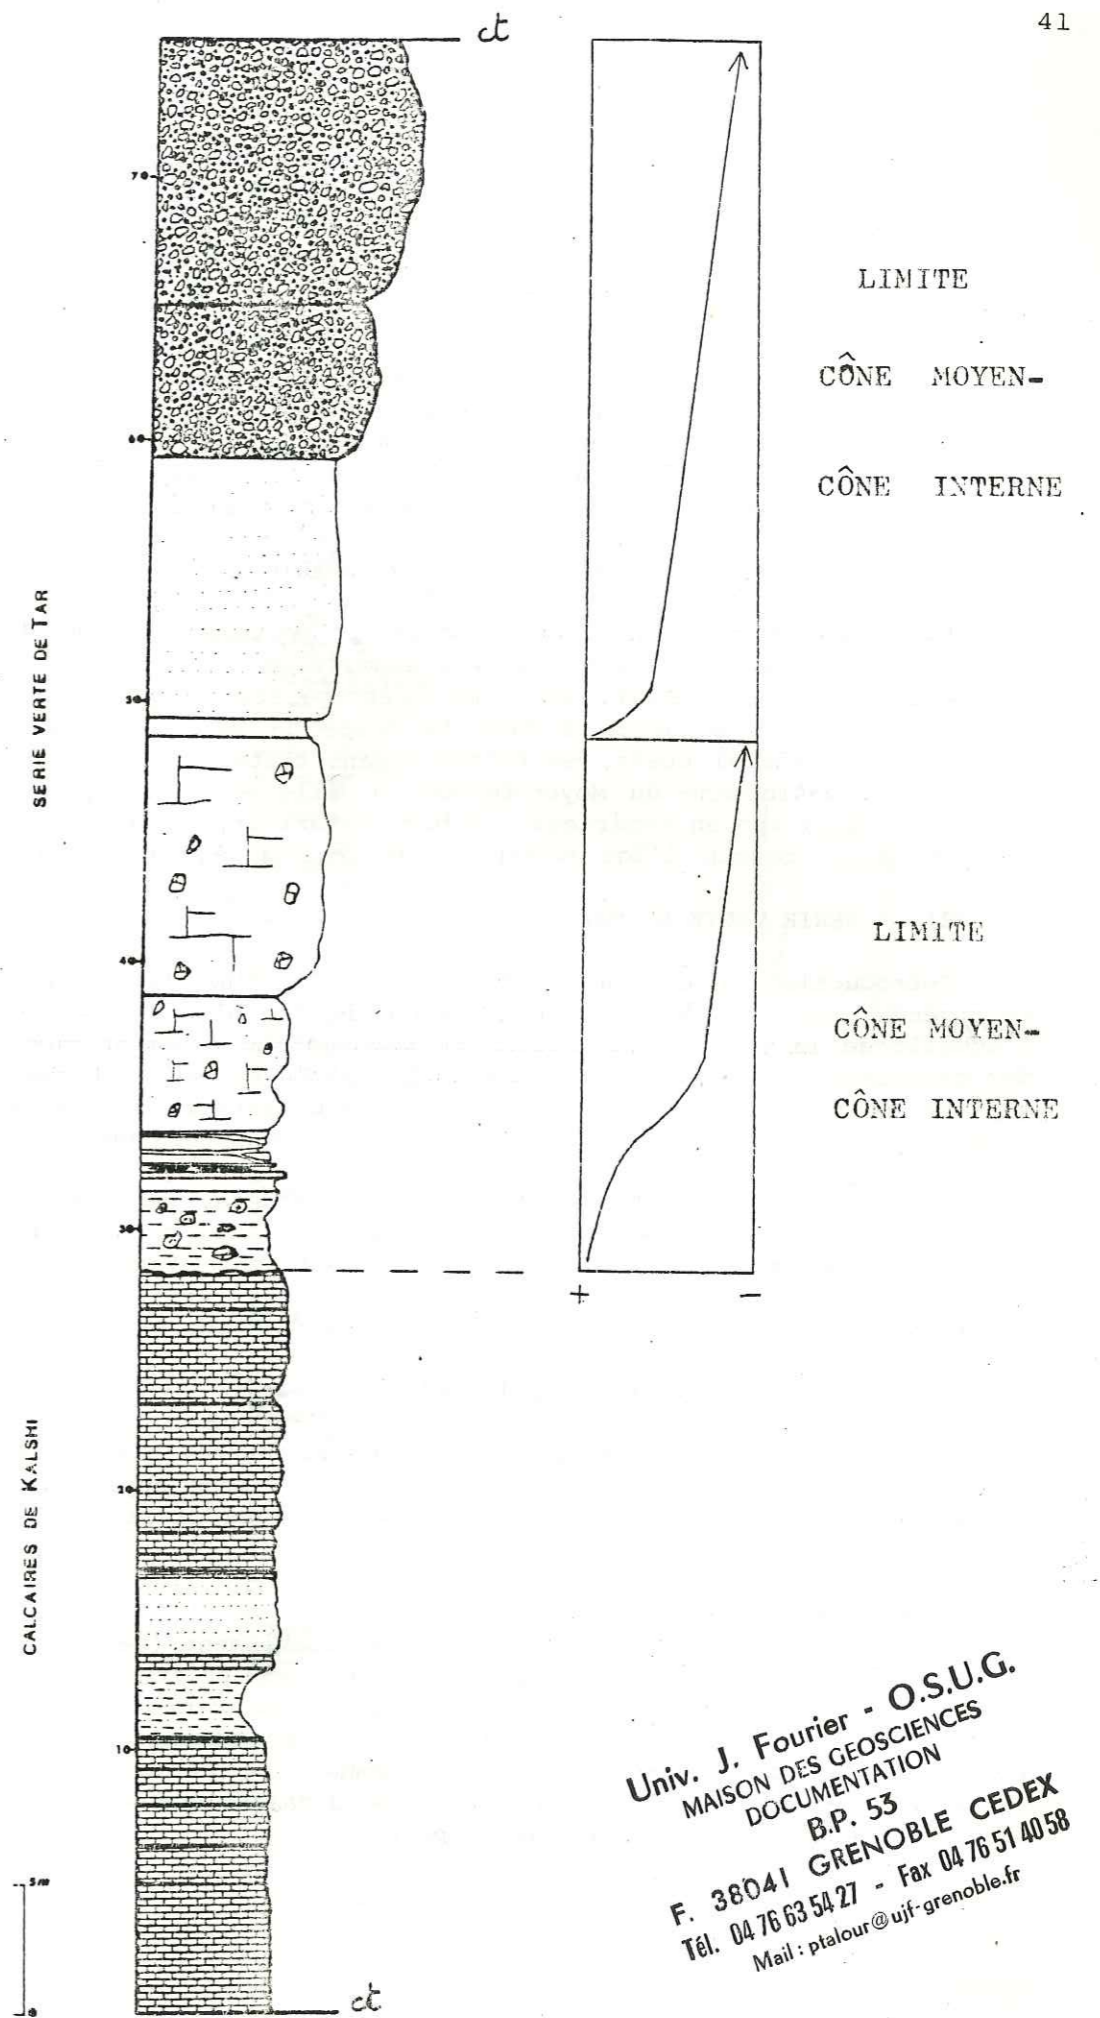 41
ct
70
60
50
40
30
20
10
5m
0
SERIE VERTE DE TAR
CALCAIRES DE KALSHI
LIMITE
CÔNE MOYEN-
CÔNE INTERNE
LIMITE
CÔNE MOYEN-
CÔNE INTERNE
+ −
ct
Univ. J. Fourier - O.S.U.G.
MAISON DES GEOSCIENCES
DOCUMENTATION
B.P. 53
F. 38041 GRENOBLE CEDEX
Tél. 04 76 63 54 27 - Fax 04 76 51 40 58
Mail : ptalour@ujf-grenoble.fr